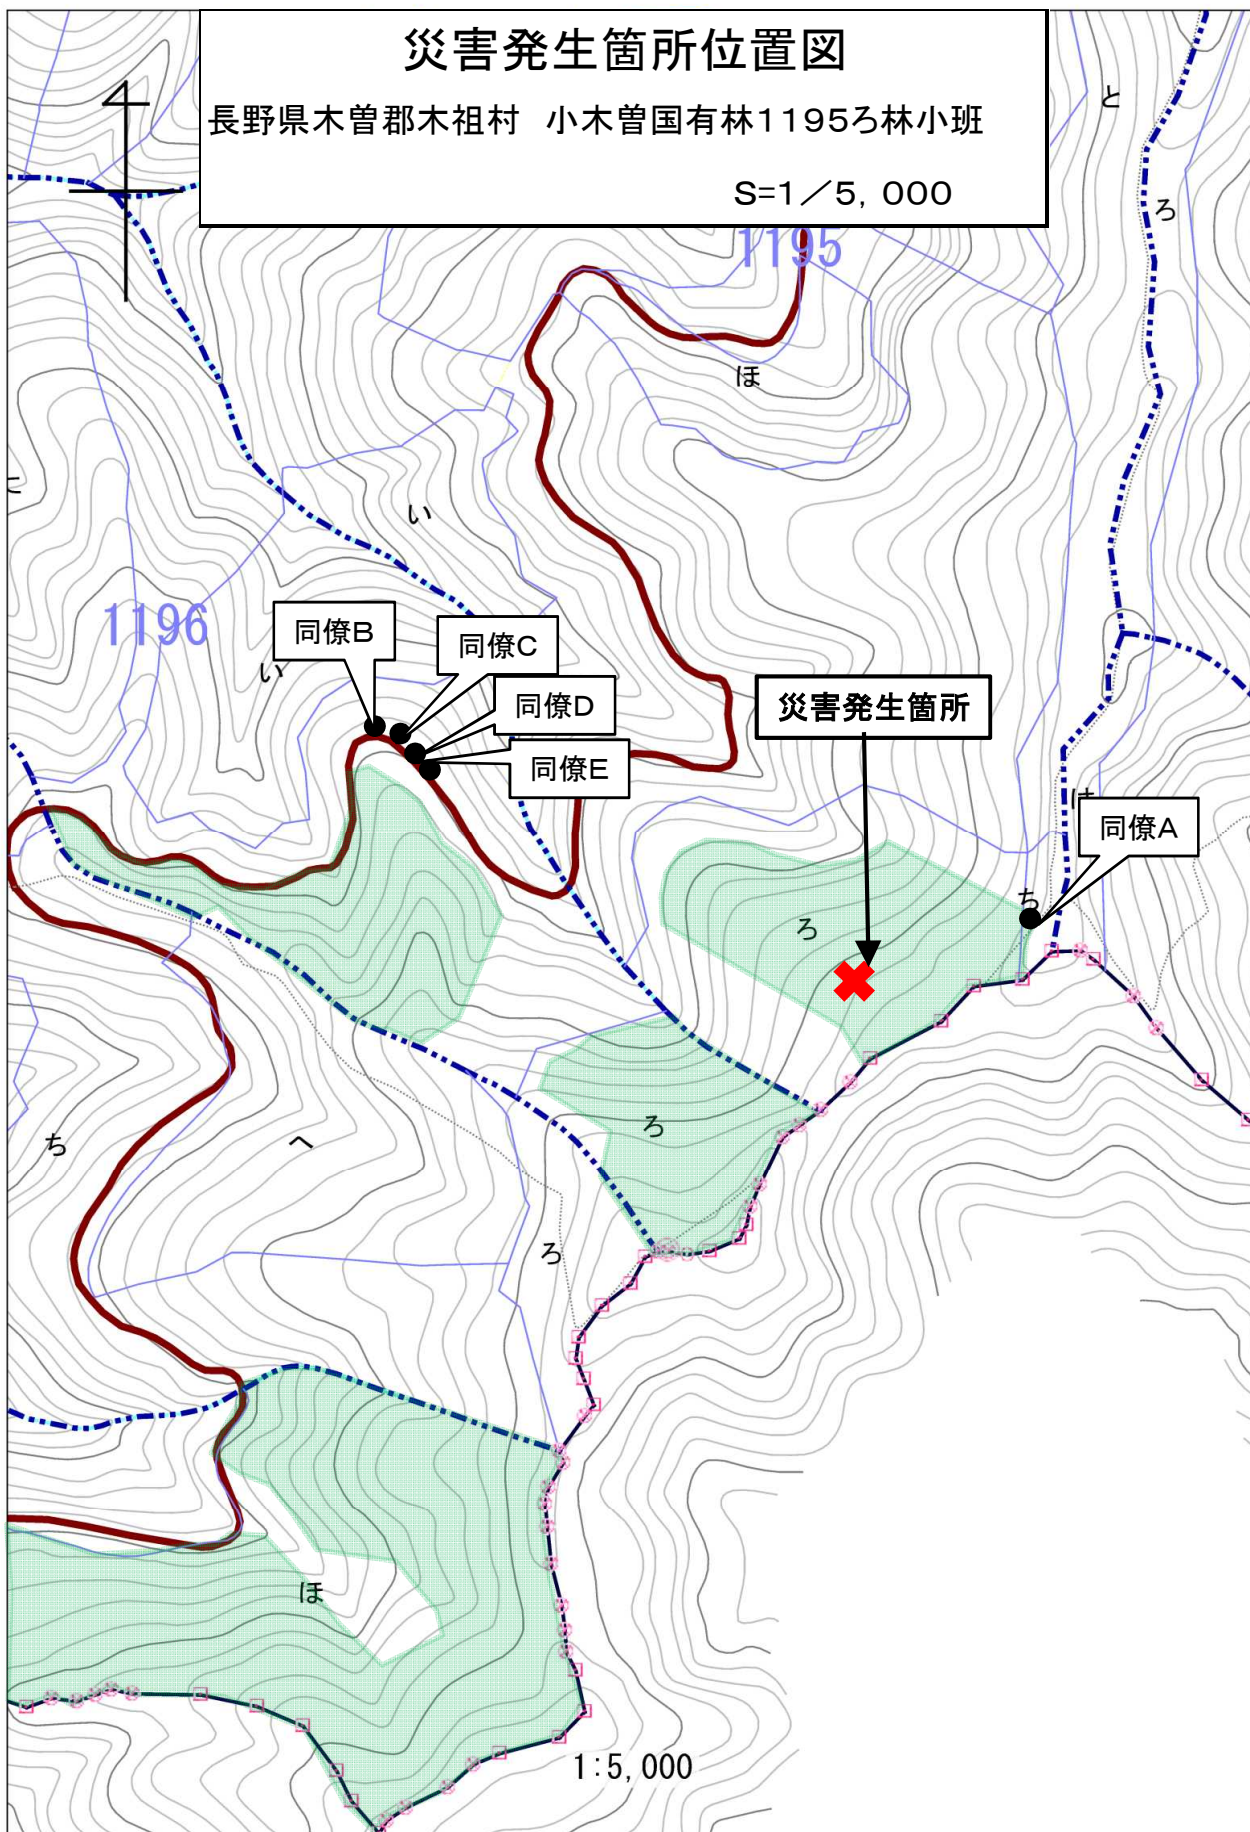 災害発生箇所位置図
長野県木曽郡木祖村 小木曽国有林1195ろ林小班
S=1/5,000
と
ろ
1195
ほ
い
1196
い
同僚B
同僚C
同僚D
同僚E
災害発生箇所
同僚A
ち
ろ
ろ
ち
へ
ろ
ほ
1:5,000